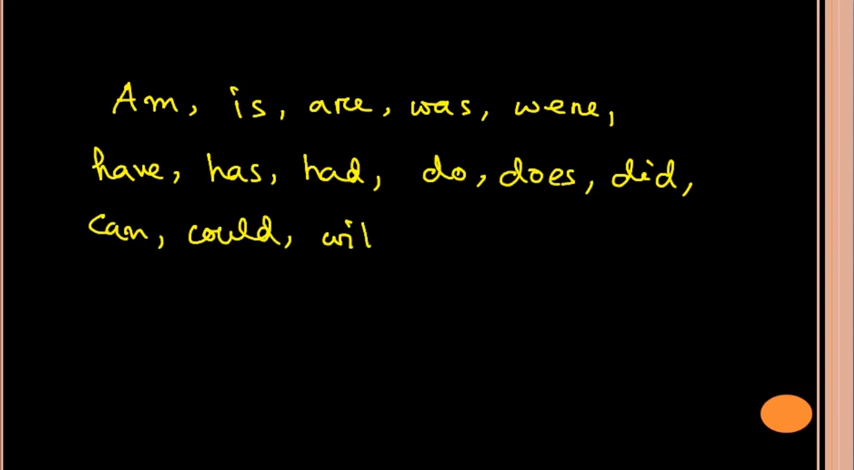 Am, is, are, was, were,
have, has, had, do, does, did,
can, could, wil